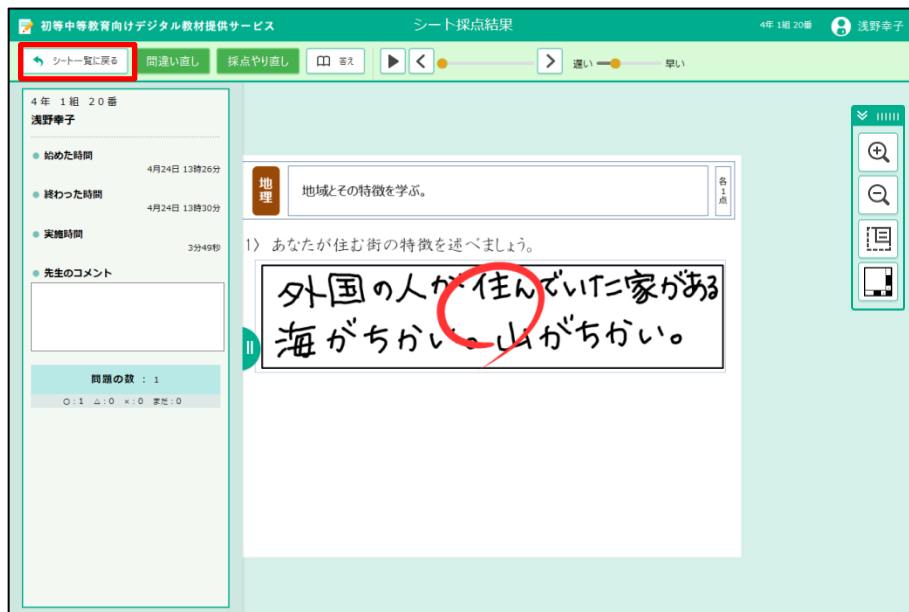 初等中等教育向けデジタル教材提供サービス
シート採点結果
4年 1組 20番
浅野幸子
シート一覧に戻る
間違い直し
採点やり直し
答え
遅い
早い
4年 1組 20番
浅野幸子
始めた時間
4月24日 13時26分
終わった時間
4月24日 13時30分
実施時間
3分49秒
先生のコメント
問題の数 : 1
○:1 △:0 ×:0 まだ:0
地理
地域とその特徴を学ぶ。
各1点
1〉 あなたが住む街の特徴を述べましょう。
外国の人が住んでいた家がある
海がちかい。山がちかい。